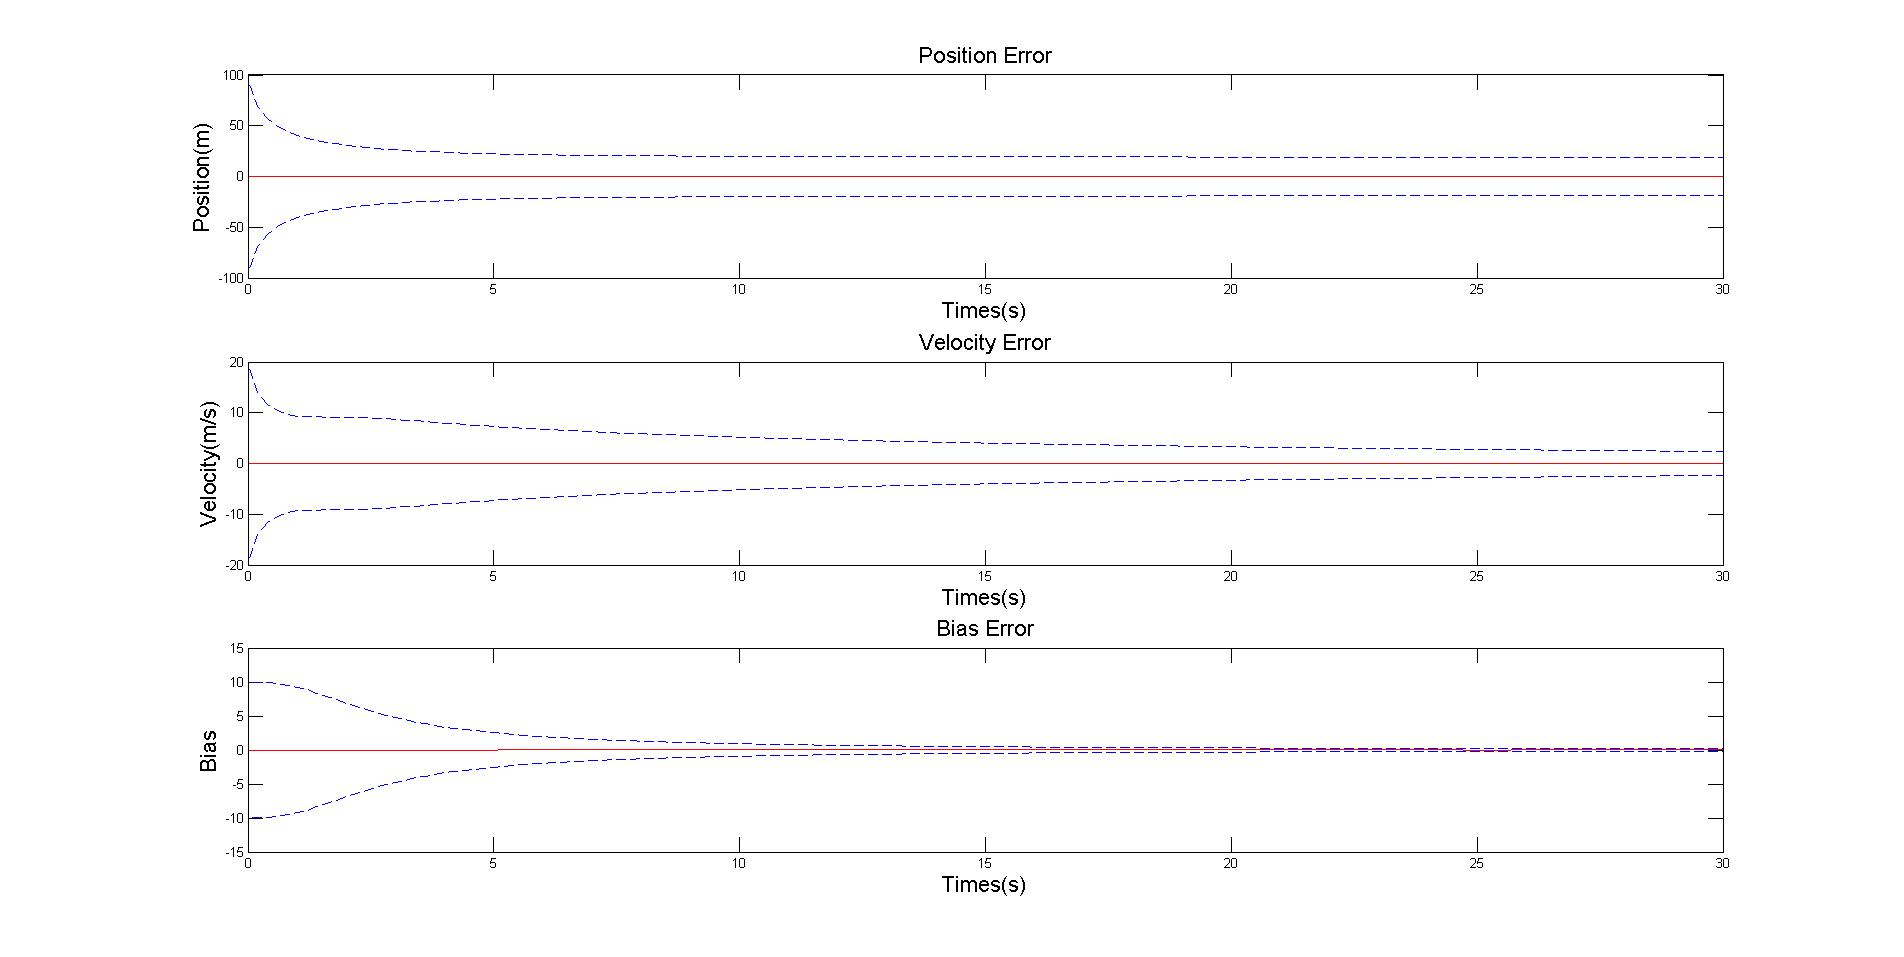 Position Error
Position(m)
100
50
0
-50
-100
0 5 10 15 20 25 30
Times(s)
Velocity Error
Velocity(m/s)
20
10
0
-10
-20
0 5 10 15 20 25 30
Times(s)
Bias Error
Bias
15
10
5
0
-5
-10
-15
0 5 10 15 20 25 30
Times(s)